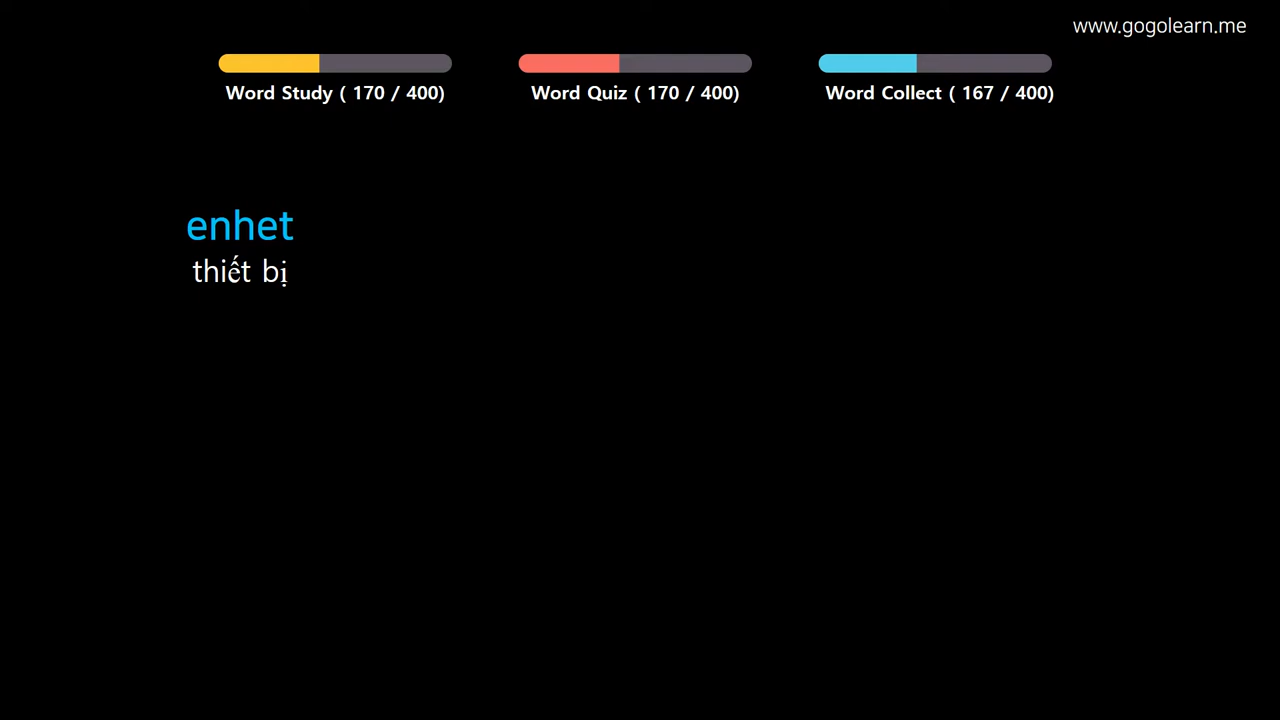 www.gogolearn.me
Word Study ( 170 / 400)
Word Quiz ( 170 / 400)
Word Collect ( 167 / 400)
enhet
thiết bị